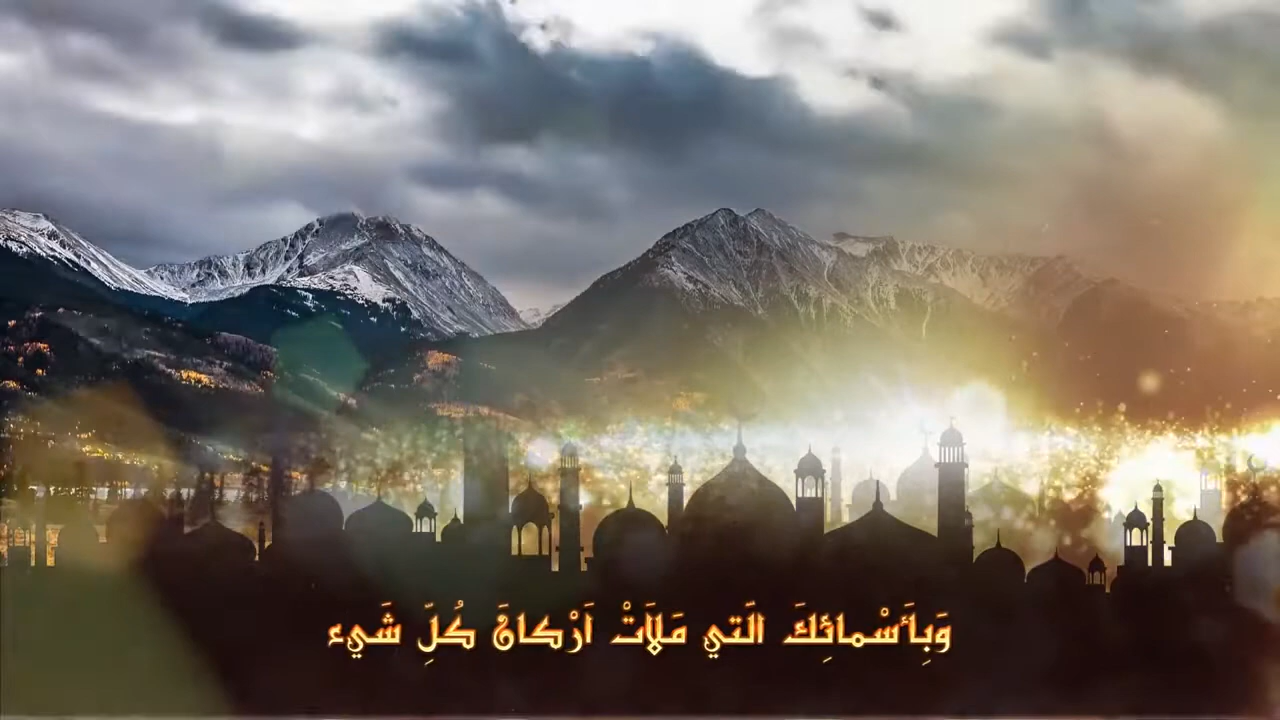 وَبِأَسْمائِكَ الَّتي مَلَاَتْ اَرْكانَ كُلِّ شَيء